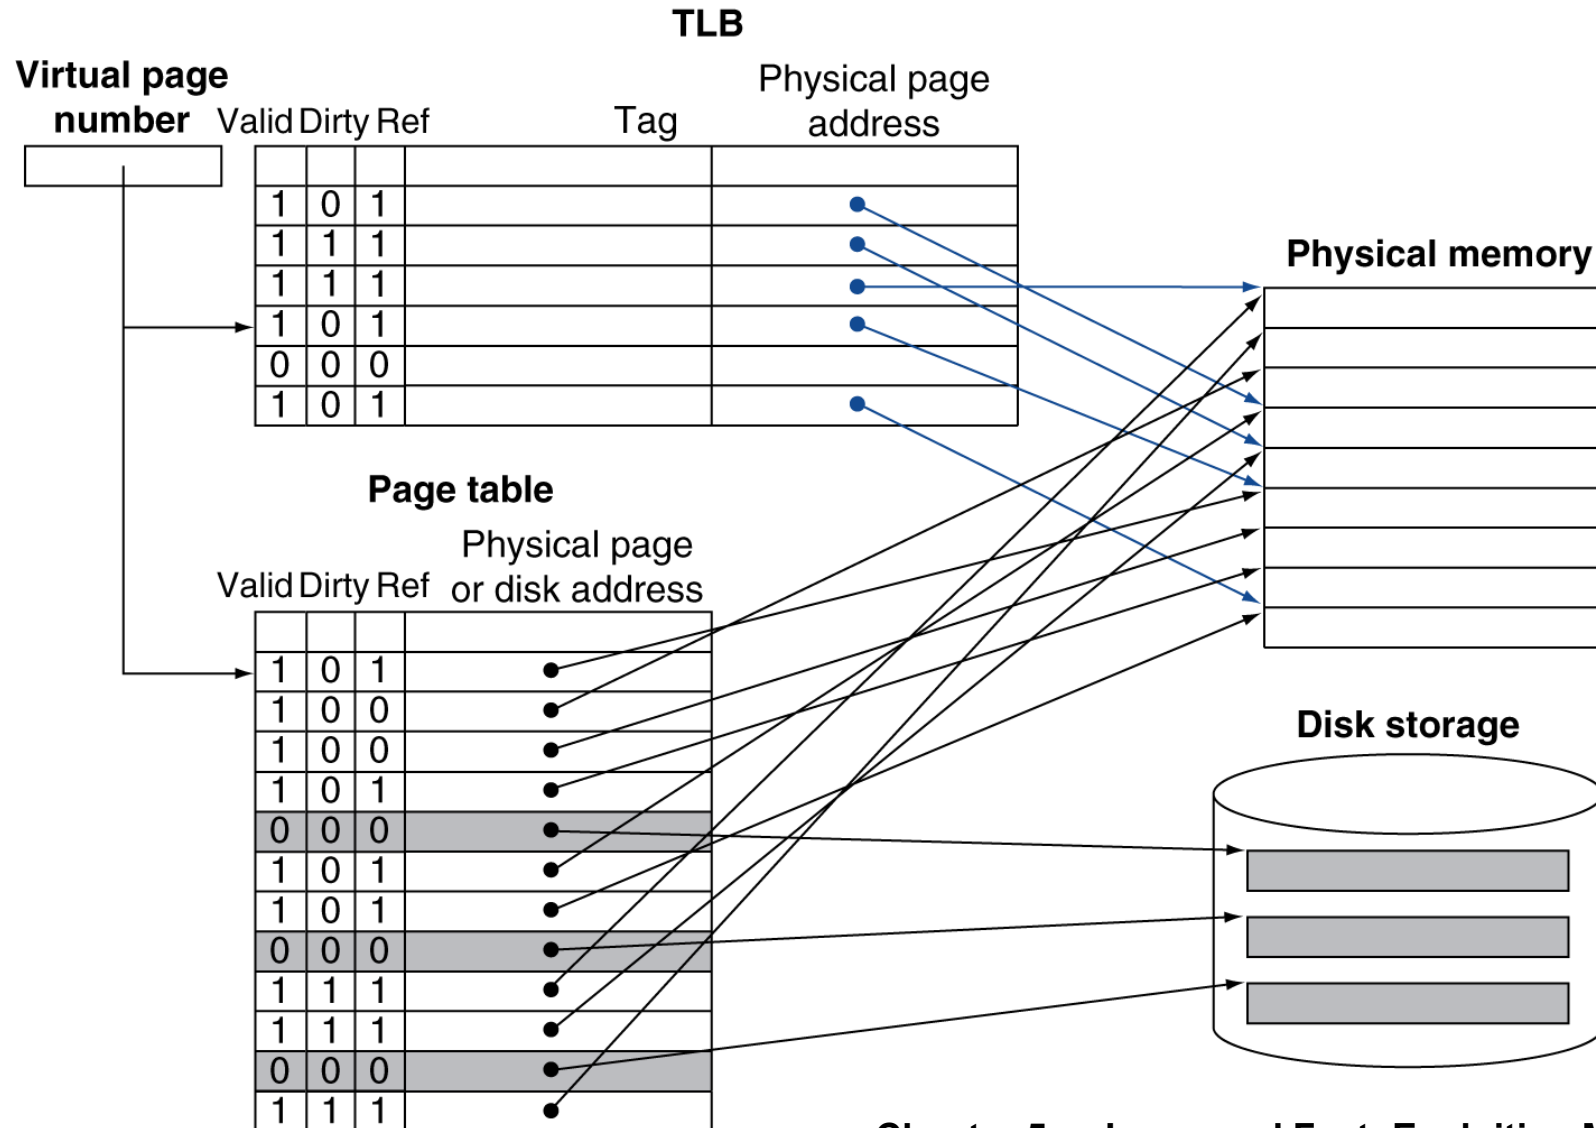 TLB
Virtual page
number
Valid Dirty Ref
Tag
Physical page
address
1 0 1
1 1 1
1 1 1
1 0 1
0 0 0
1 0 1
Physical memory
Page table
Physical page
or disk address
Valid Dirty Ref
1 0 1
1 0 0
1 0 0
1 0 1
0 0 0
1 0 1
1 0 1
0 0 0
1 1 1
1 1 1
0 0 0
1 1 1
Disk storage